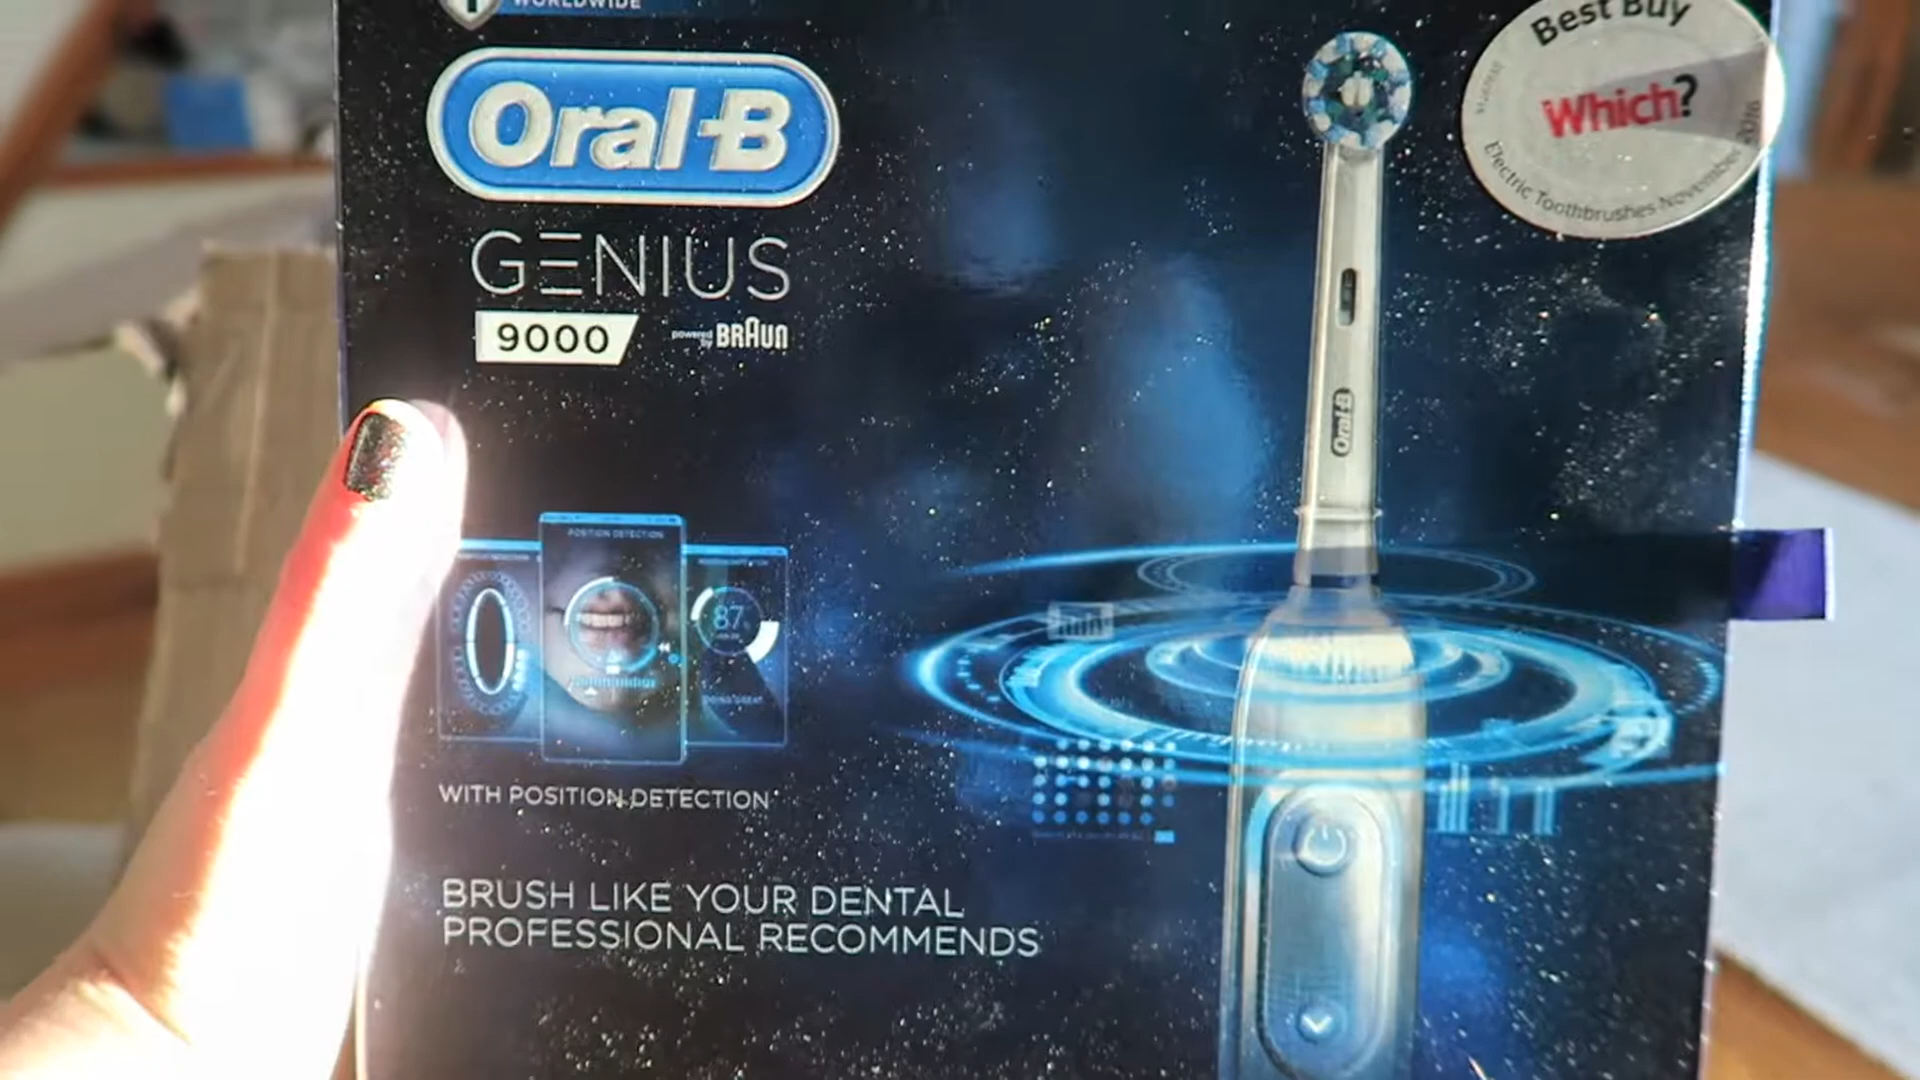 WORLDWIDE
Oral-B
GENIUS
9000
powered by BRAUN
Best Buy
Which?
Electric Toothbrushes November 2016
Oral-B
POSITION DETECTION
87
WITH POSITION DETECTION
BRUSH LIKE YOUR DENTAL
PROFESSIONAL RECOMMENDS